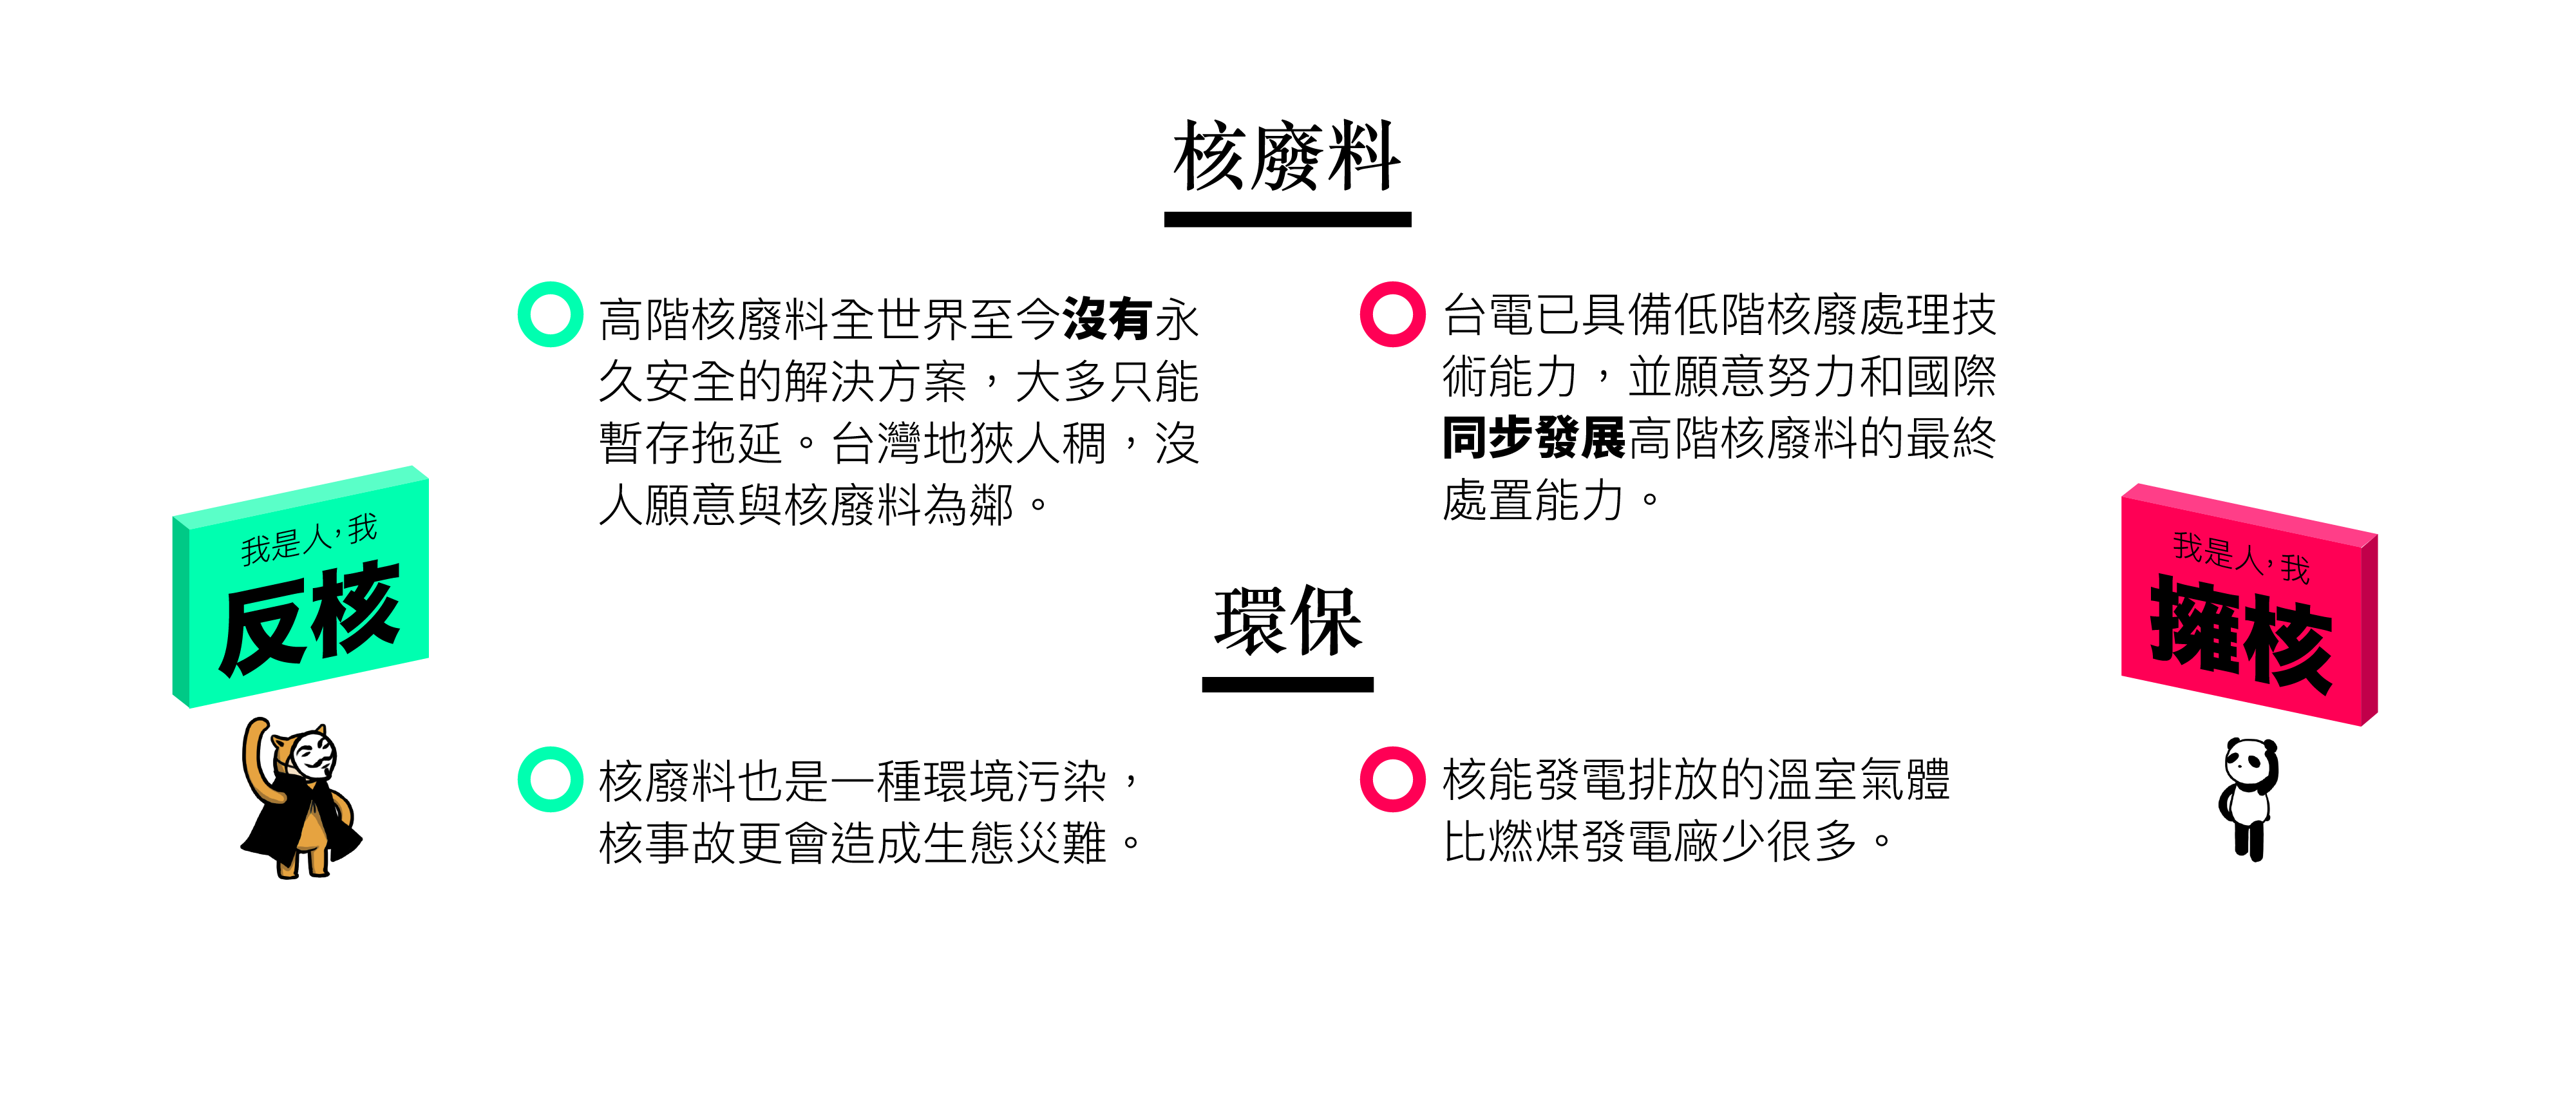 核廢料
高階核廢料全世界至今沒有永
久安全的解決方案，大多只能
暫存拖延。台灣地狹人稠，沒
人願意與核廢料為鄰。
台電已具備低階核廢處理技
術能力，並願意努力和國際
同步發展高階核廢料的最終
處置能力。
我是人，我
反核
我是人，我
擁核
環保
核廢料也是一種環境污染，
核事故更會造成生態災難。
核能發電排放的溫室氣體
比燃煤發電廠少很多。